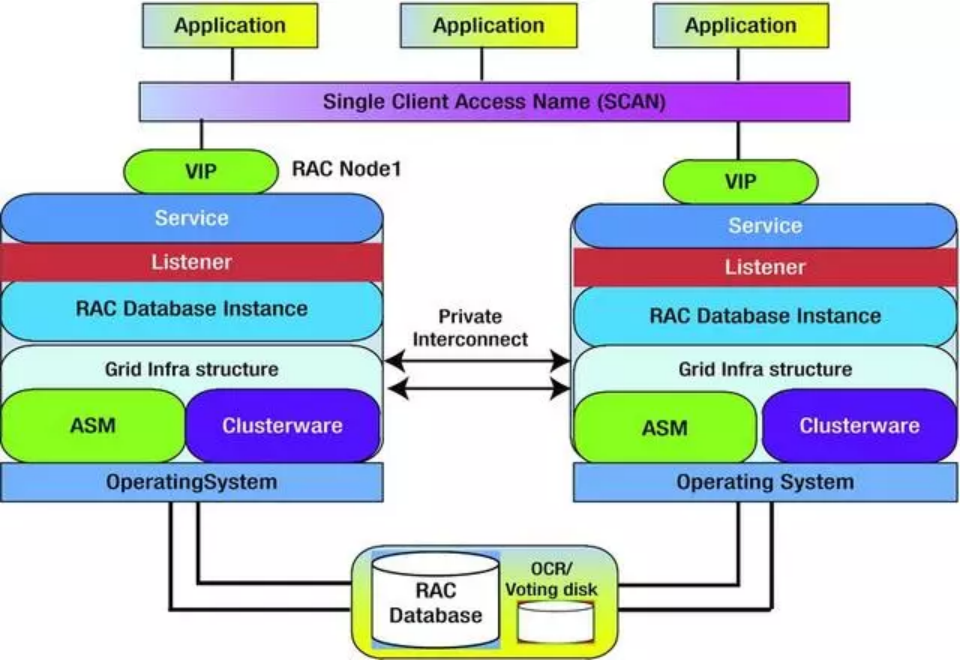 Application
Application
Application
Single Client Access Name (SCAN)
VIP
RAC Node1
Service
Listener
RAC Database Instance
Grid Infra structure
ASM
Clusterware
OperatingSystem
Private
Interconnect
VIP
Service
Listener
RAC Database Instance
Grid Infra structure
ASM
Clusterware
Operating System
RAC
Database
OCR/
Voting disk